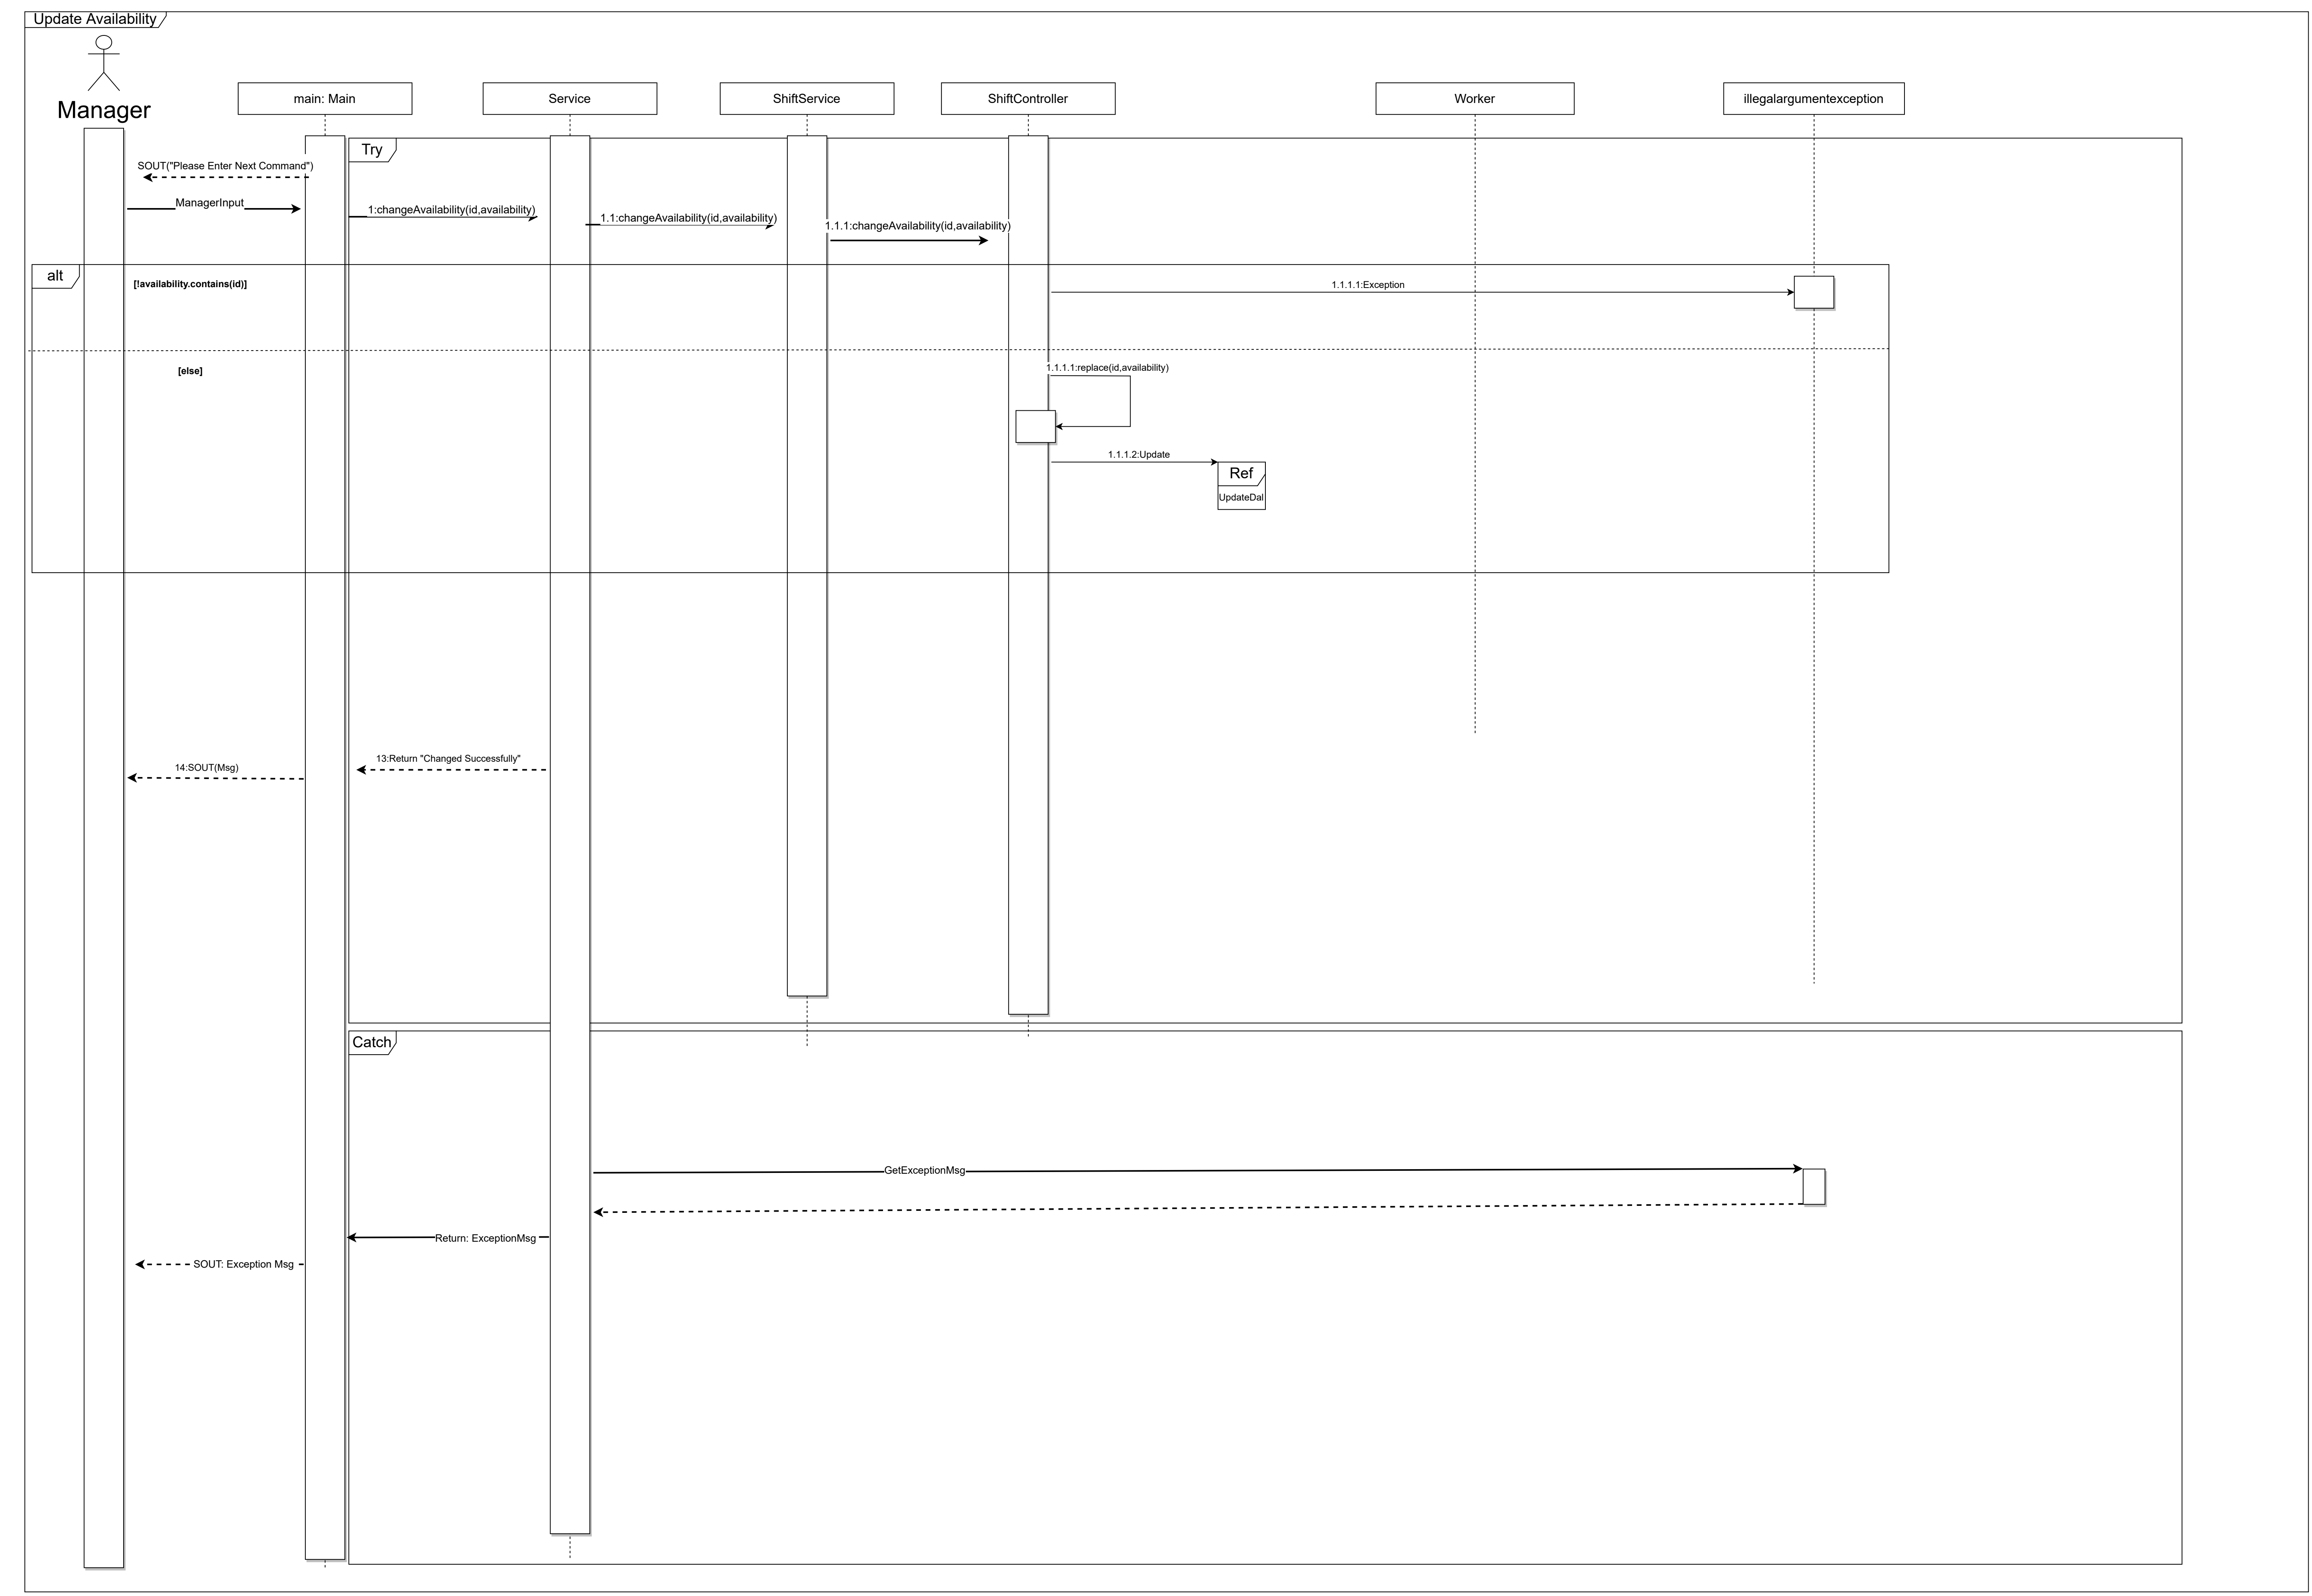 Update Availability
Manager
main: Main
Service
ShiftService
ShiftController
Worker
illegalargumentexception
Try
SOUT("Please Enter Next Command")
ManagerInput
1:changeAvailability(id,availability)
1.1:changeAvailability(id,availability)
1.1.1:changeAvailability(id,availability)
alt
[!availability.contains(id)]
1.1.1.1:Exception
[else]
1.1.1.1:replace(id,availability)
1.1.1.2:Update
Ref
UpdateDal
13:Return "Changed Successfully"
14:SOUT(Msg)
Catch
GetExceptionMsg
Return: ExceptionMsg
SOUT: Exception Msg